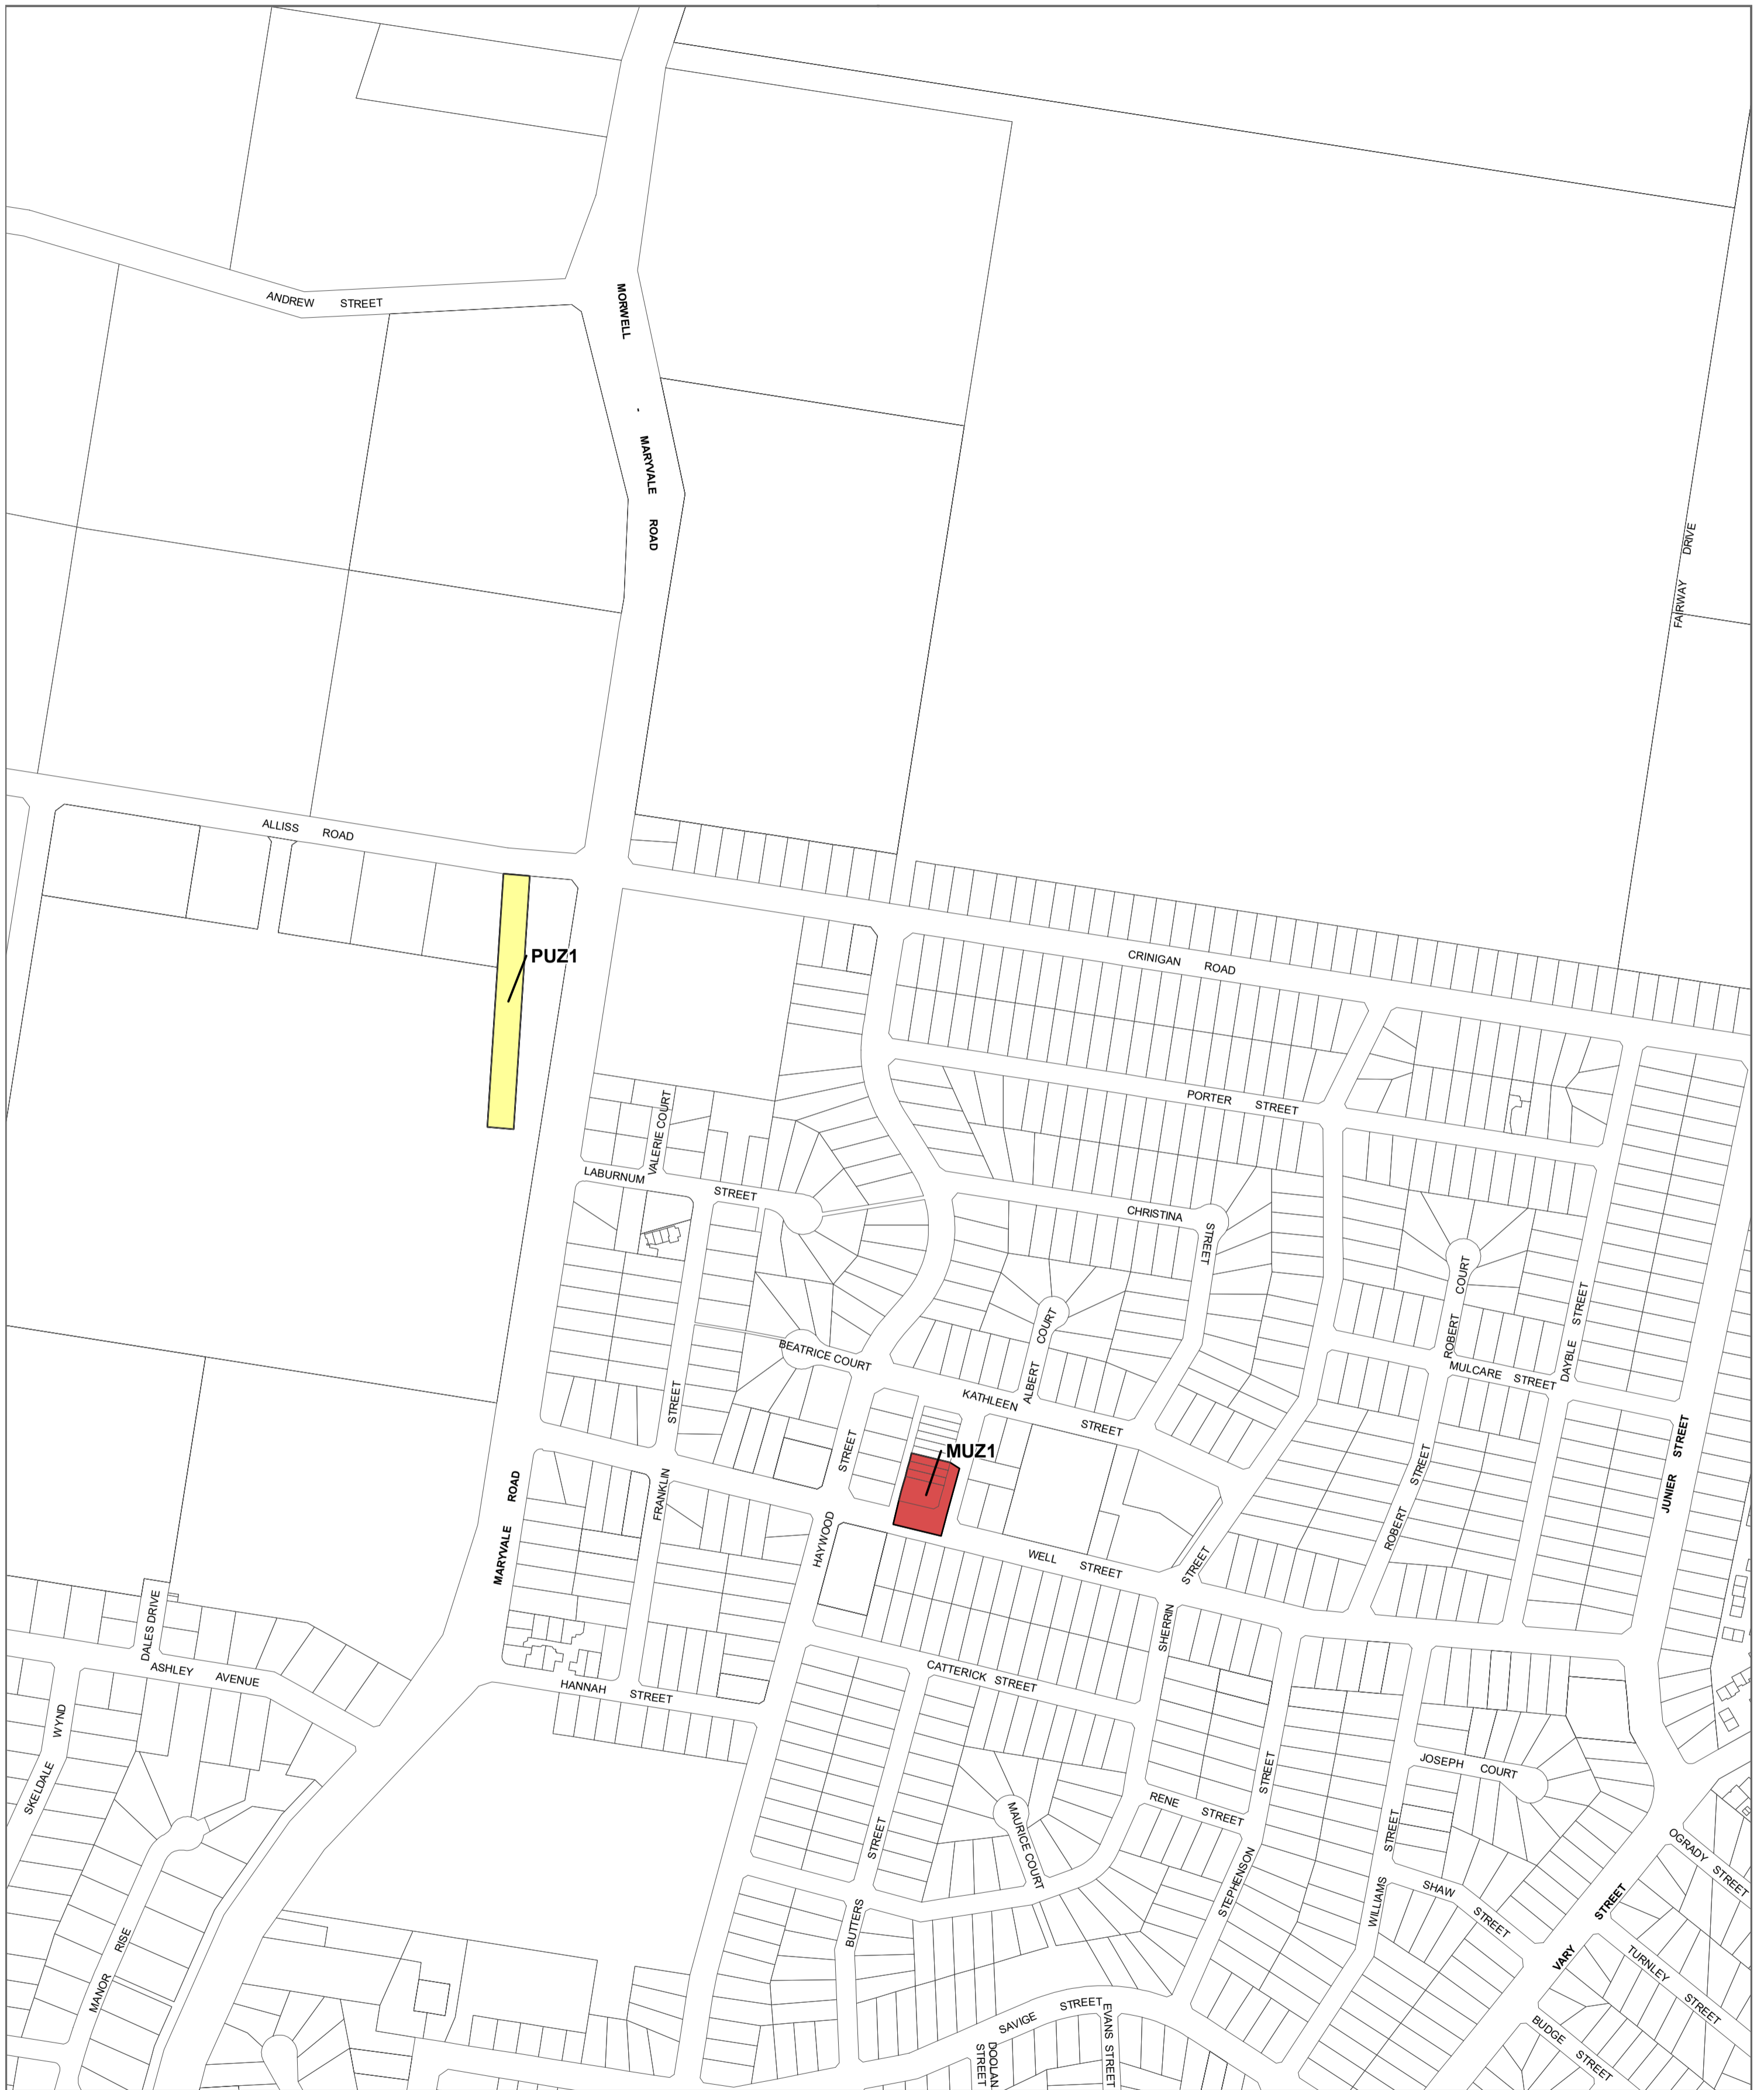 ANDREW STREET
MORWELL - MARYVALE ROAD
FAIRWAY DRIVE
ALLISS ROAD
PUZ1
CRINIGAN ROAD
PORTER STREET
VALERIE COURT
LABURNUM STREET
CHRISTINA STREET
BEATRICE COURT
ALBERT COURT
ROBERT COURT
DAYBLE STREET
MULCARE STREET
KATHLEEN STREET
MUZ1
FRANKLIN STREET
HAYWOOD STREET
MARYVALE ROAD
WELL STREET
SHERRIN STREET
ROBERT STREET
JUNIER STREET
DALES DRIVE
ASHLEY AVENUE
HANNAH STREET
CATTERICK STREET
SKELDALE WYND
MAURICE COURT
RENE STREET
JOSEPH COURT
BUTTERS STREET
STEPHENSON STREET
WILLIAMS STREET
SHAW STREET
OGRADY STREET
VARY STREET
TURNLEY STREET
BUDGE STREET
MANOR RISE
SAVIGE STREET
EVANS STREET
DOOLAN STREET